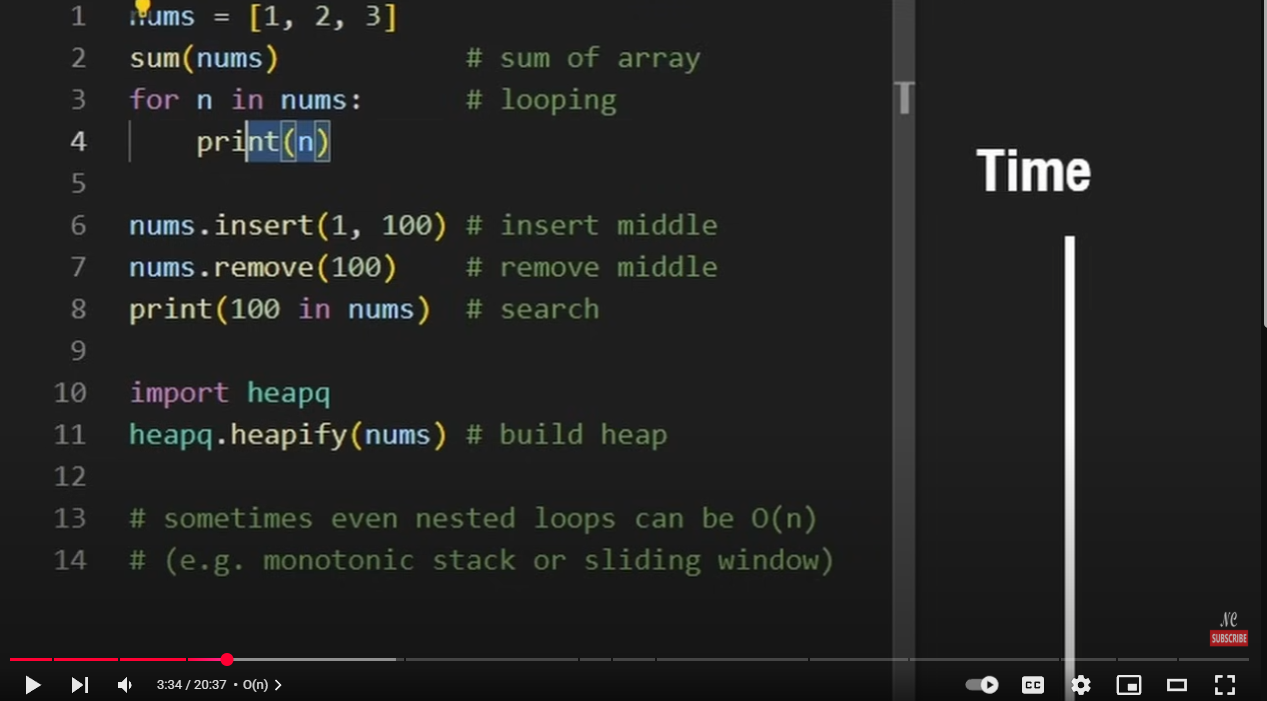 1 nums = [1, 2, 3]
2 sum(nums) # sum of array
3 for n in nums: # looping
4 print(n)
5
6 nums.insert(1, 100) # insert middle
7 nums.remove(100) # remove middle
8 print(100 in nums) # search
9
10 import heapq
11 heapq.heapify(nums) # build heap
12
13 # sometimes even nested loops can be O(n)
14 # (e.g. monotonic stack or sliding window)
T
Time
NC
SUBSCRIBE
3:34 / 20:37 • O(n) >
CC